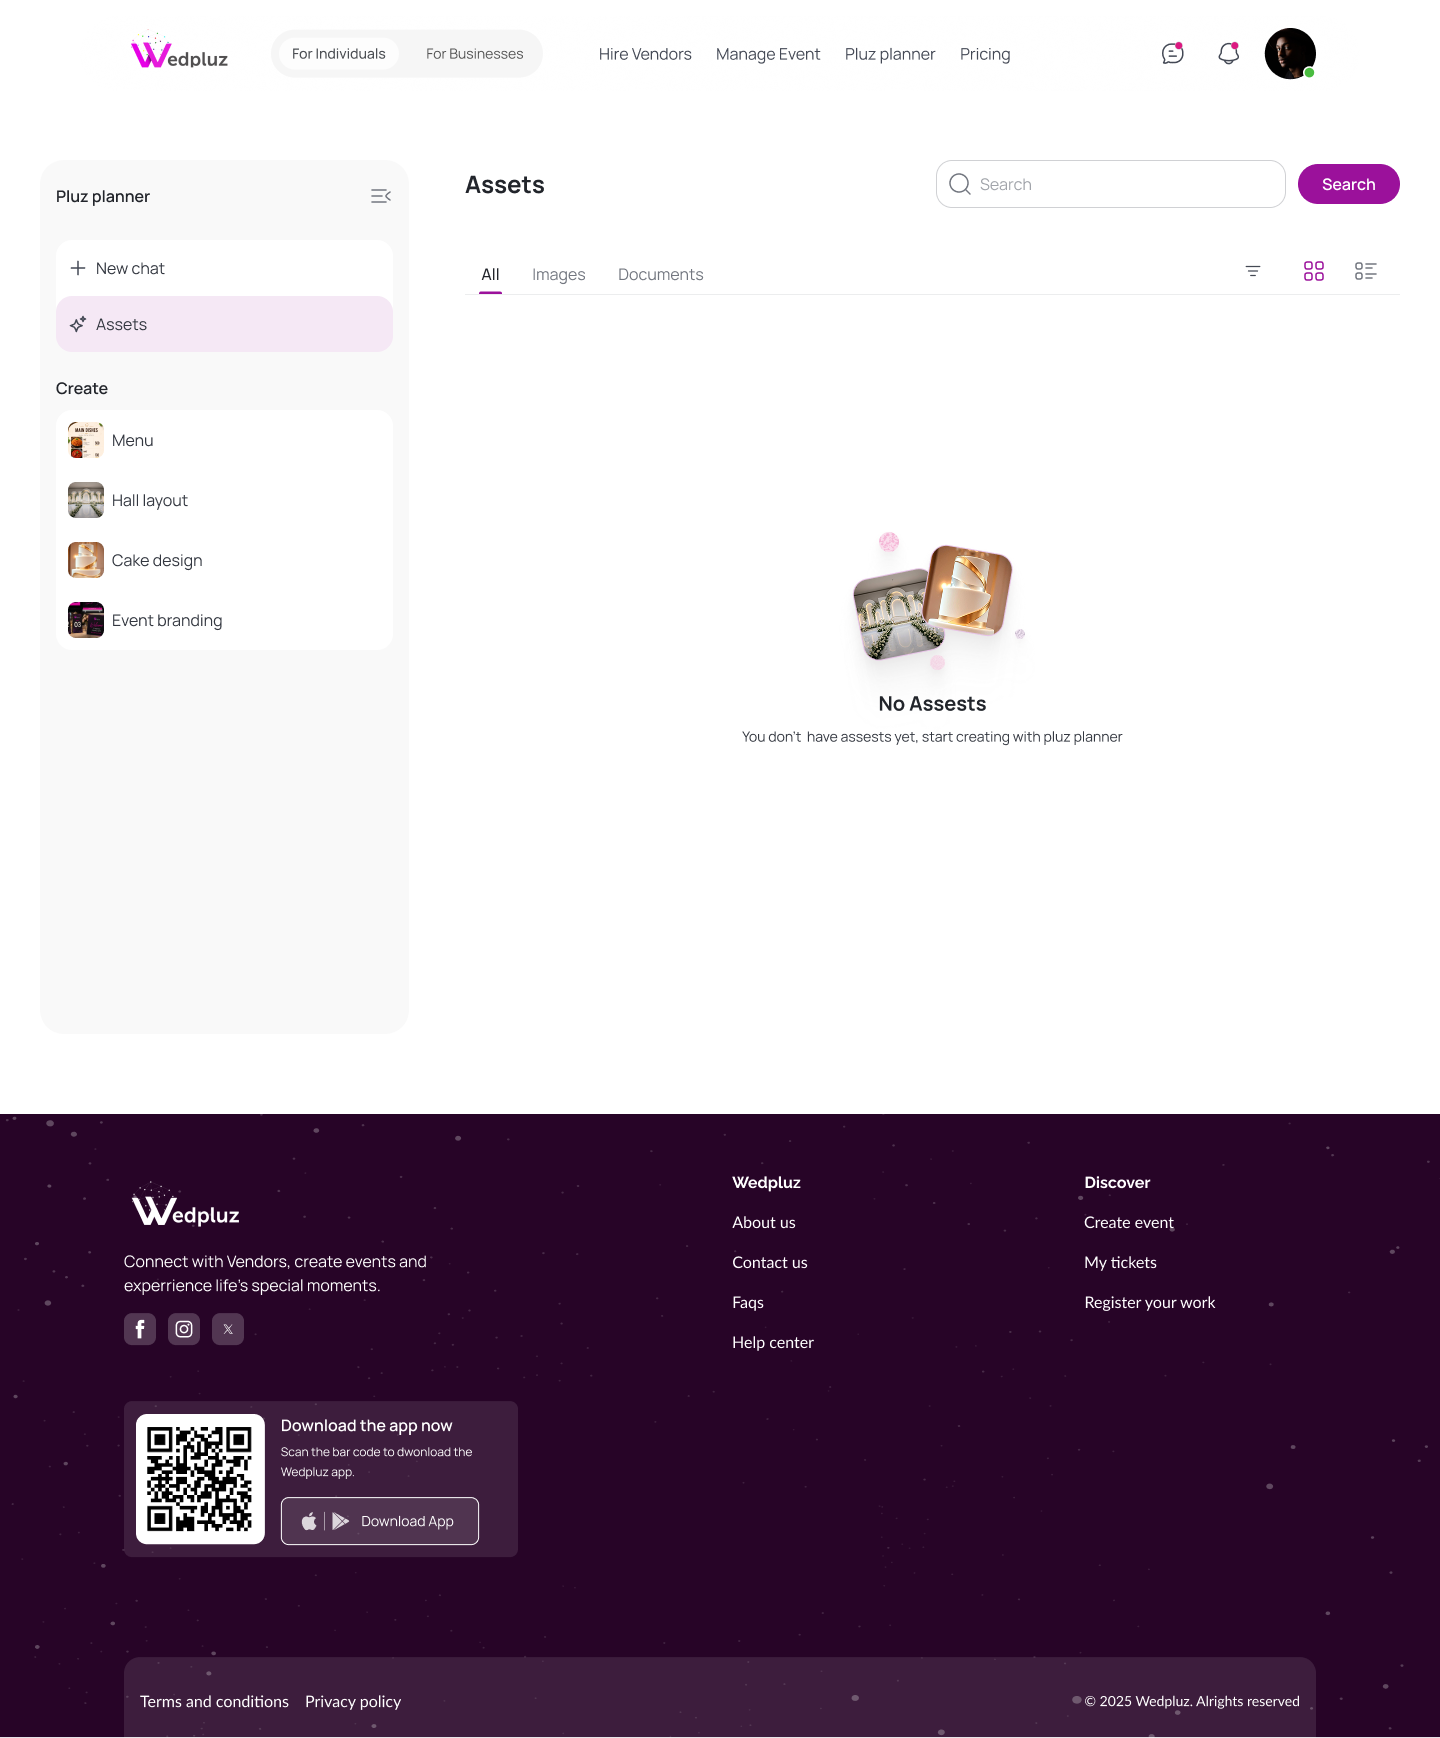 Wedpluz
For Individuals
For Businesses
Hire Vendors
Manage Event
Pluz planner
Pricing
Pluz planner
New chat
Assets
Create
MAIN DISHES
Menu
Hall layout
Cake design
03
Event branding
Assets
Search
Search
All
Images
Documents
No Assests
You don't have assests yet, start creating with pluz planner
Wedpluz
Connect with Vendors, create events and
experrience life's special moments.
Download the app now
Scan the bar code to dwonload the
Wedpluz app.
Download App
Wedpluz
About us
Contact us
Faqs
Help center
Discover
Create event
My tickets
Register your work
Terms and conditions
Privacy policy
© 2025 Wedpluz. Alrights reserved